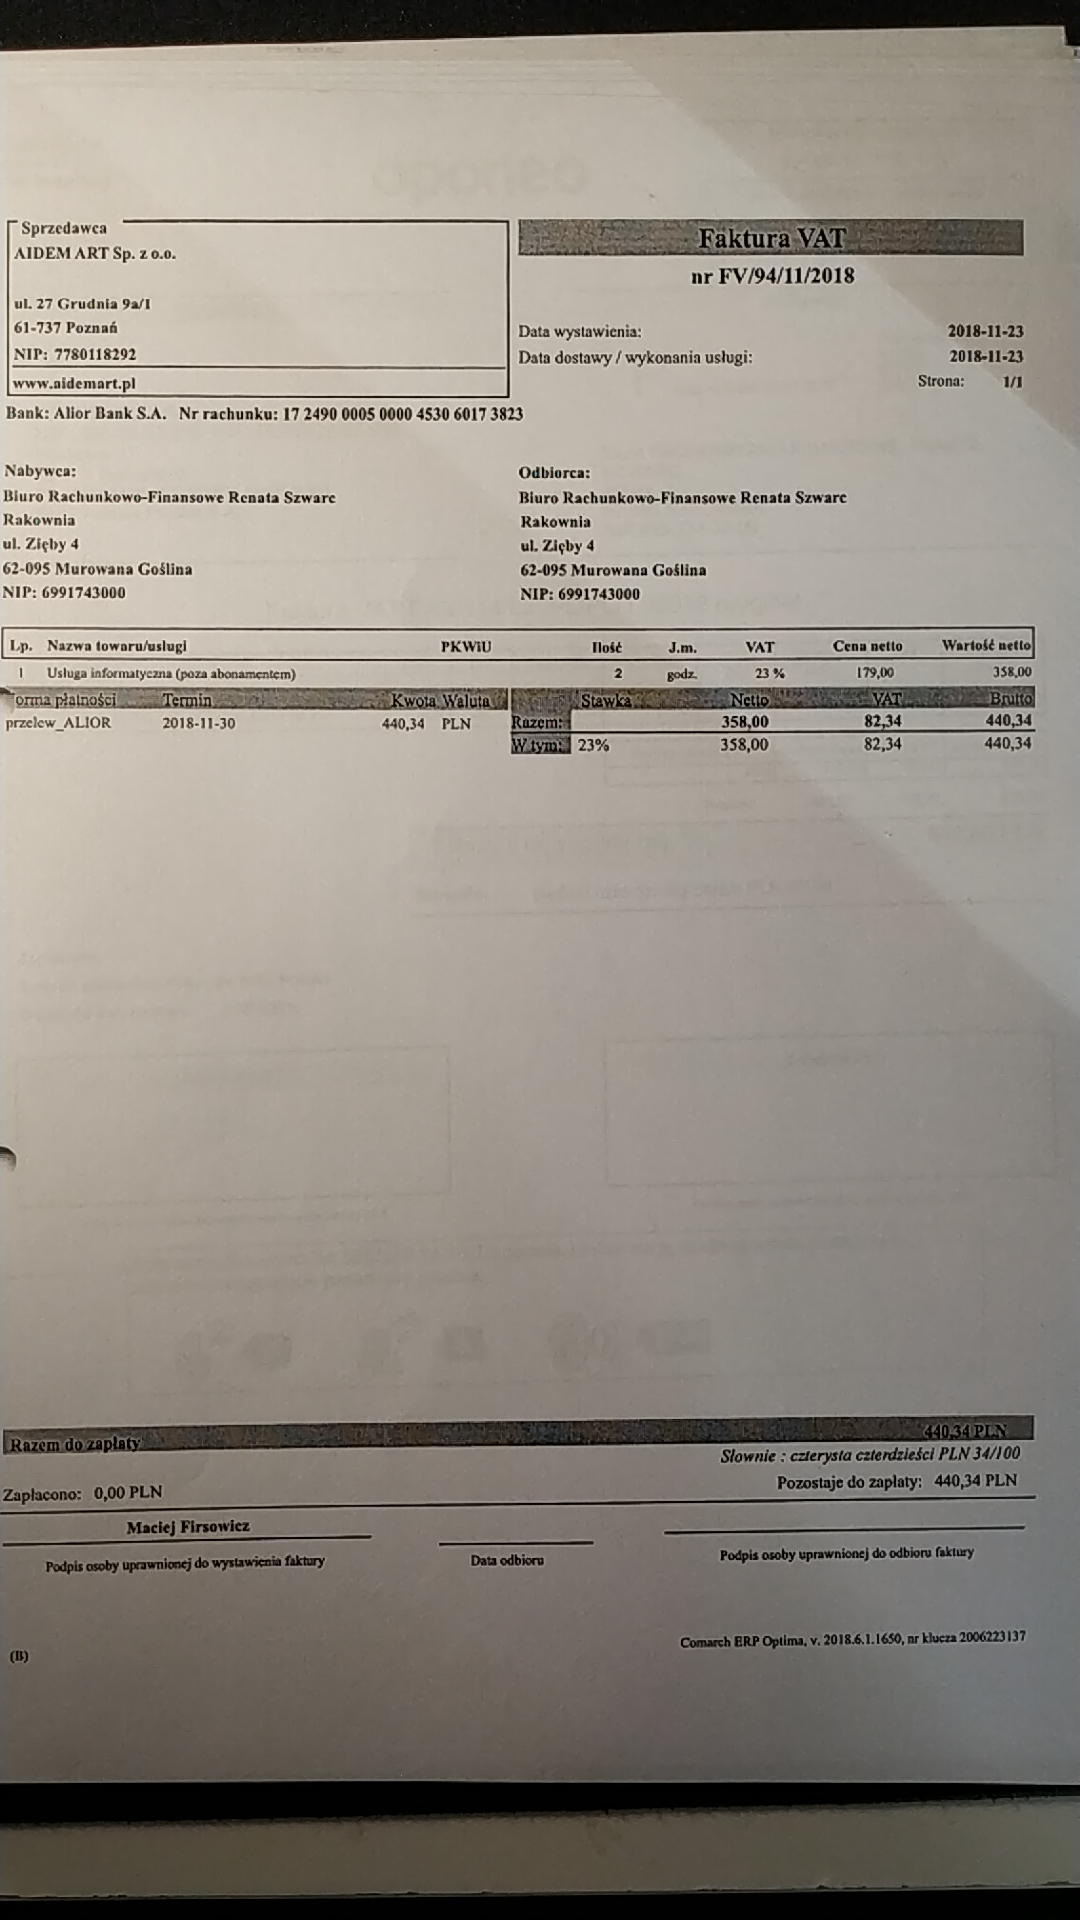 Sprzedawca
AIDEM ART Sp. z o.o.
ul. 27 Grudnia 9a/1
61-737 Poznań
NIP: 7780118292
www.aidemart.pl
Bank: Alior Bank S.A. Nr rachunku: 17 2490 0005 0000 4530 6017 3823
Faktura VAT
nr FV/94/11/2018
Data wystawienia: 2018-11-23
Data dostawy / wykonania usługi: 2018-11-23
Strona: 1/1
Nabywca:
Biuro Rachunkowo-Finansowe Renata Szwarc
Rakownia
ul. Zięby 4
62-095 Murowana Goślina
NIP: 6991743000
Odbiorca:
Biuro Rachunkowo-Finansowe Renata Szwarc
Rakownia
ul. Zięby 4
62-095 Murowana Goślina
NIP: 6991743000
Lp. Nazwa towaru/usługi PKWiU Ilość J.m. VAT Cena netto Wartość netto
1 Usługa informatyczna (poza abonamentem) 2 godz. 23 % 179,00 358,00
orma płatności Termin Kwota Waluta
przelew_ALIOR 2018-11-30 440,34 PLN
Stawka Netto VAT Brutto
Razem: 358,00 82,34 440,34
W tym: 23% 358,00 82,34 440,34
Razem do zapłaty 440,34 PLN
Słownie : czterysta czterdzieści PLN 34/100
Zapłacono: 0,00 PLN Pozostaje do zapłaty: 440,34 PLN
Maciej Firsowicz
Podpis osoby uprawnionej do wystawienia faktury Data odbioru Podpis osoby uprawnionej do odbioru faktury
Comarch ERP Optima, v. 2018.6.1.1650, nr klucza 2006223137
(B)